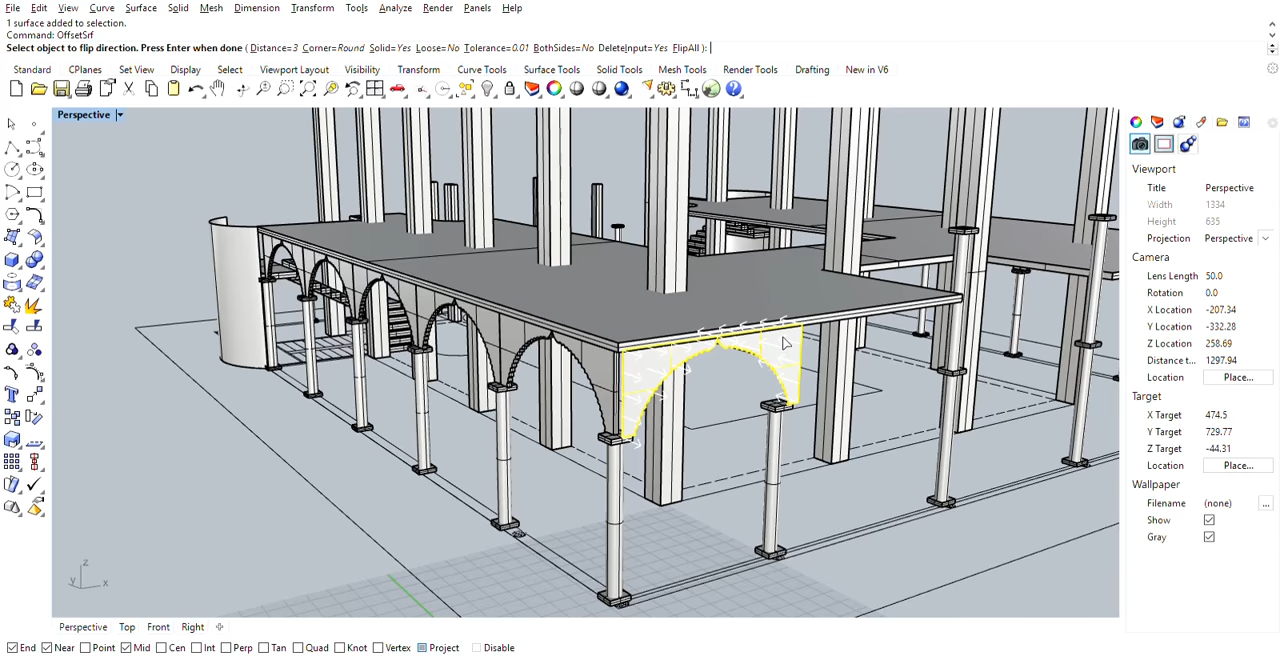 File Edit View Curve Surface Solid Mesh Dimension Transform Tools Analyze Render Panels Help
1 surface added to selection.
Command: OffsetSrf
Select object to flip direction. Press Enter when done ( Distance=3 Corner=Round Solid=Yes Loose=No Tolerance=0.01 BothSides=No DeleteInput=Yes FlipAll ):
Standard CPlanes Set View Display Select Viewport Layout Visibility Transform Curve Tools Surface Tools Solid Tools Mesh Tools Render Tools Drafting New in V6
Perspective
Viewport
Title Perspective
Width 1334
Height 635
Projection Perspective
Camera
Lens Length 50.0
Rotation 0.0
X Location -207.34
Y Location -332.28
Z Location 258.69
Distance t... 1297.94
Location Place...
Target
X Target 474.5
Y Target 729.77
Z Target -44.31
Location Place...
Wallpaper
Filename (none) ...
Show
Gray
z
y x
Perspective Top Front Right
End Near Point Mid Cen Int Perp Tan Quad Knot Vertex Project Disable